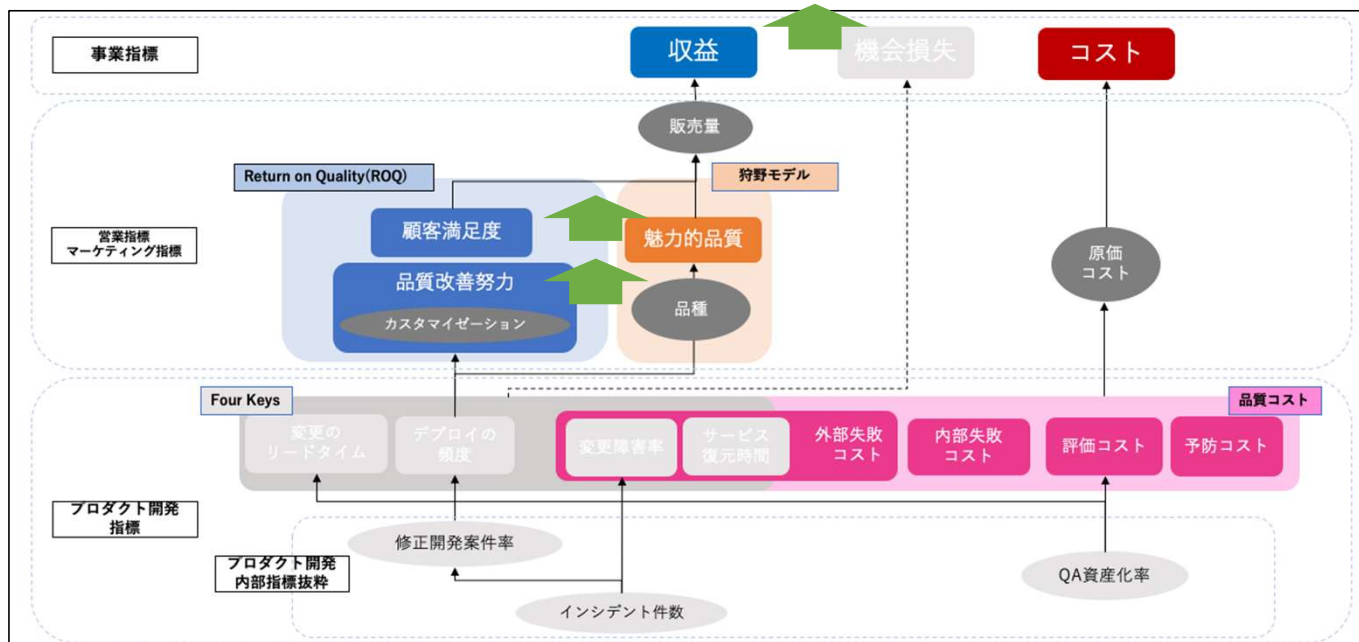 事業指標
収益
機会損失
コスト
販売量
Return on Quality(ROQ)
狩野モデル
営業指標
マーケティング指標
顧客満足度
魅力的品質
品質改善努力
カスタマイゼーション
品種
原価
コスト
Four Keys
品質コスト
変更の
リードタイム
デプロイの
頻度
変更障害率
サービス
復元時間
外部失敗
コスト
内部失敗
コスト
評価コスト
予防コスト
プロダクト開発
指標
修正開発案件率
プロダクト開発
内部指標抜粋
QA資産化率
インシデント件数